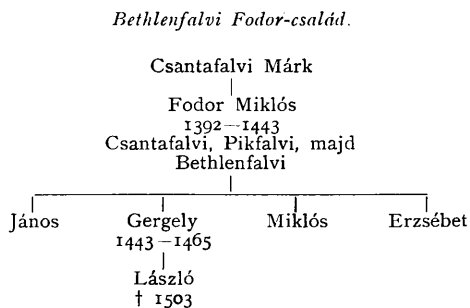 Bethlenfalvi Fodor-család.
Csantafalvi Márk
Fodor Miklós
1392—1443
Csantafalvi, Pikfalvi, majd
Bethlenfalvi
János Gergely Miklós Erzsébet
1443—1465
László
† 1503